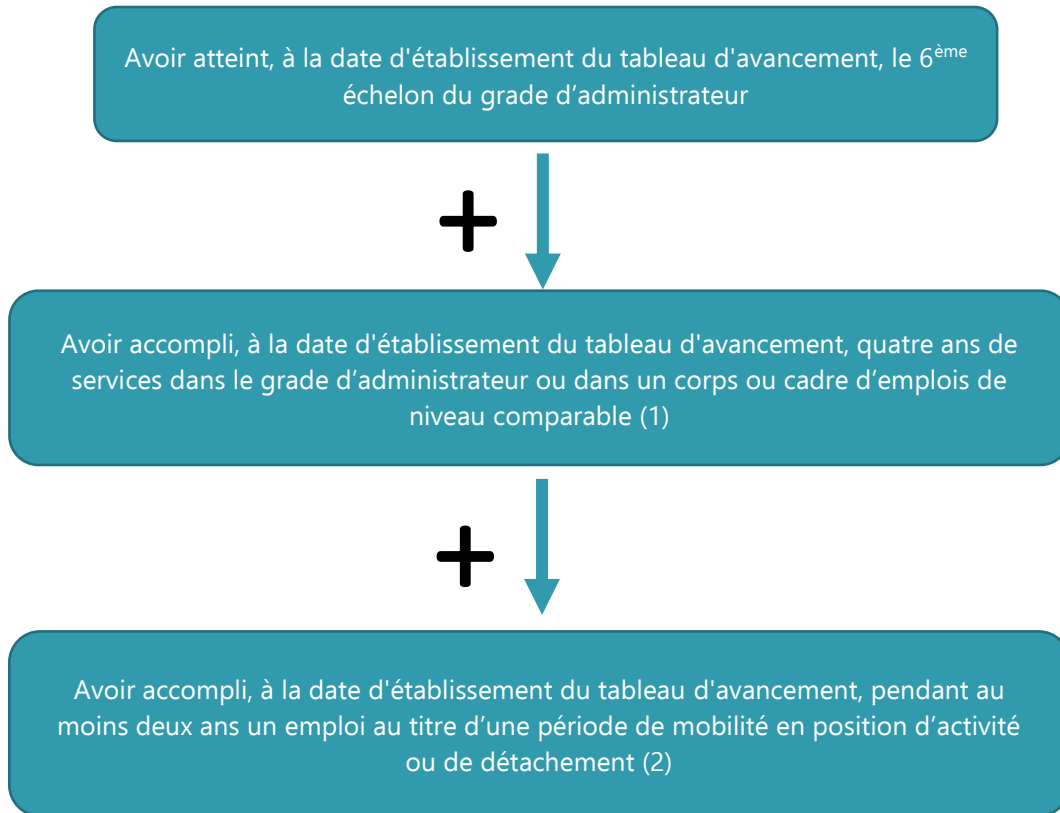 Avoir atteint, à la date d'établissement du tableau d'avancement, le 6ème
échelon du grade d’administrateur
+
Avoir accompli, à la date d'établissement du tableau d'avancement, quatre ans de
services dans le grade d’administrateur ou dans un corps ou cadre d’emplois de
niveau comparable (1)
+
Avoir accompli, à la date d'établissement du tableau d'avancement, pendant au
moins deux ans un emploi au titre d’une période de mobilité en position d’activité
ou de détachement (2)